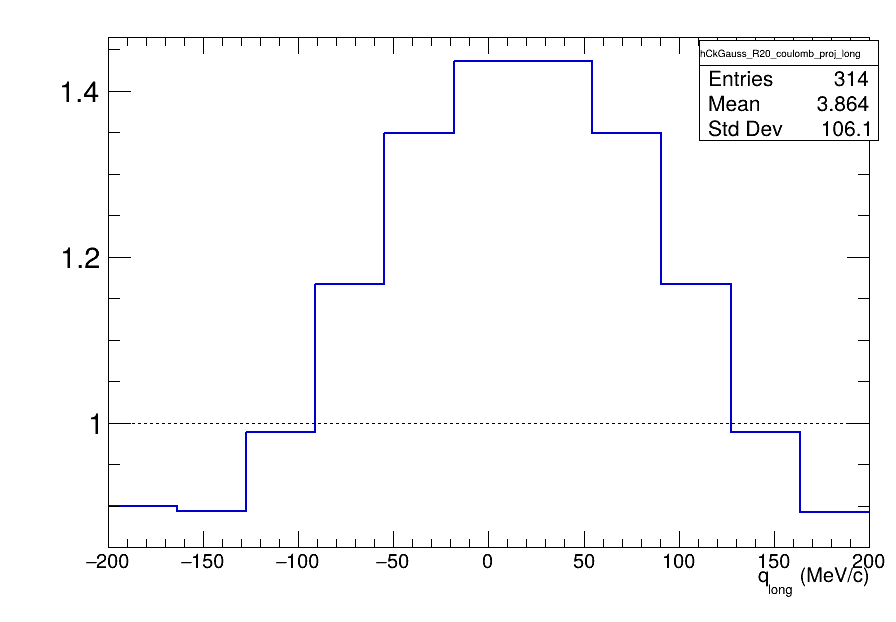 hCkGauss_R20_coulomb_proj_long
Entries 314
Mean 3.864
Std Dev 106.1
1.4
1.2
1
−200 −150 −100 −50 0 50 100 150 200
q_long (MeV/c)